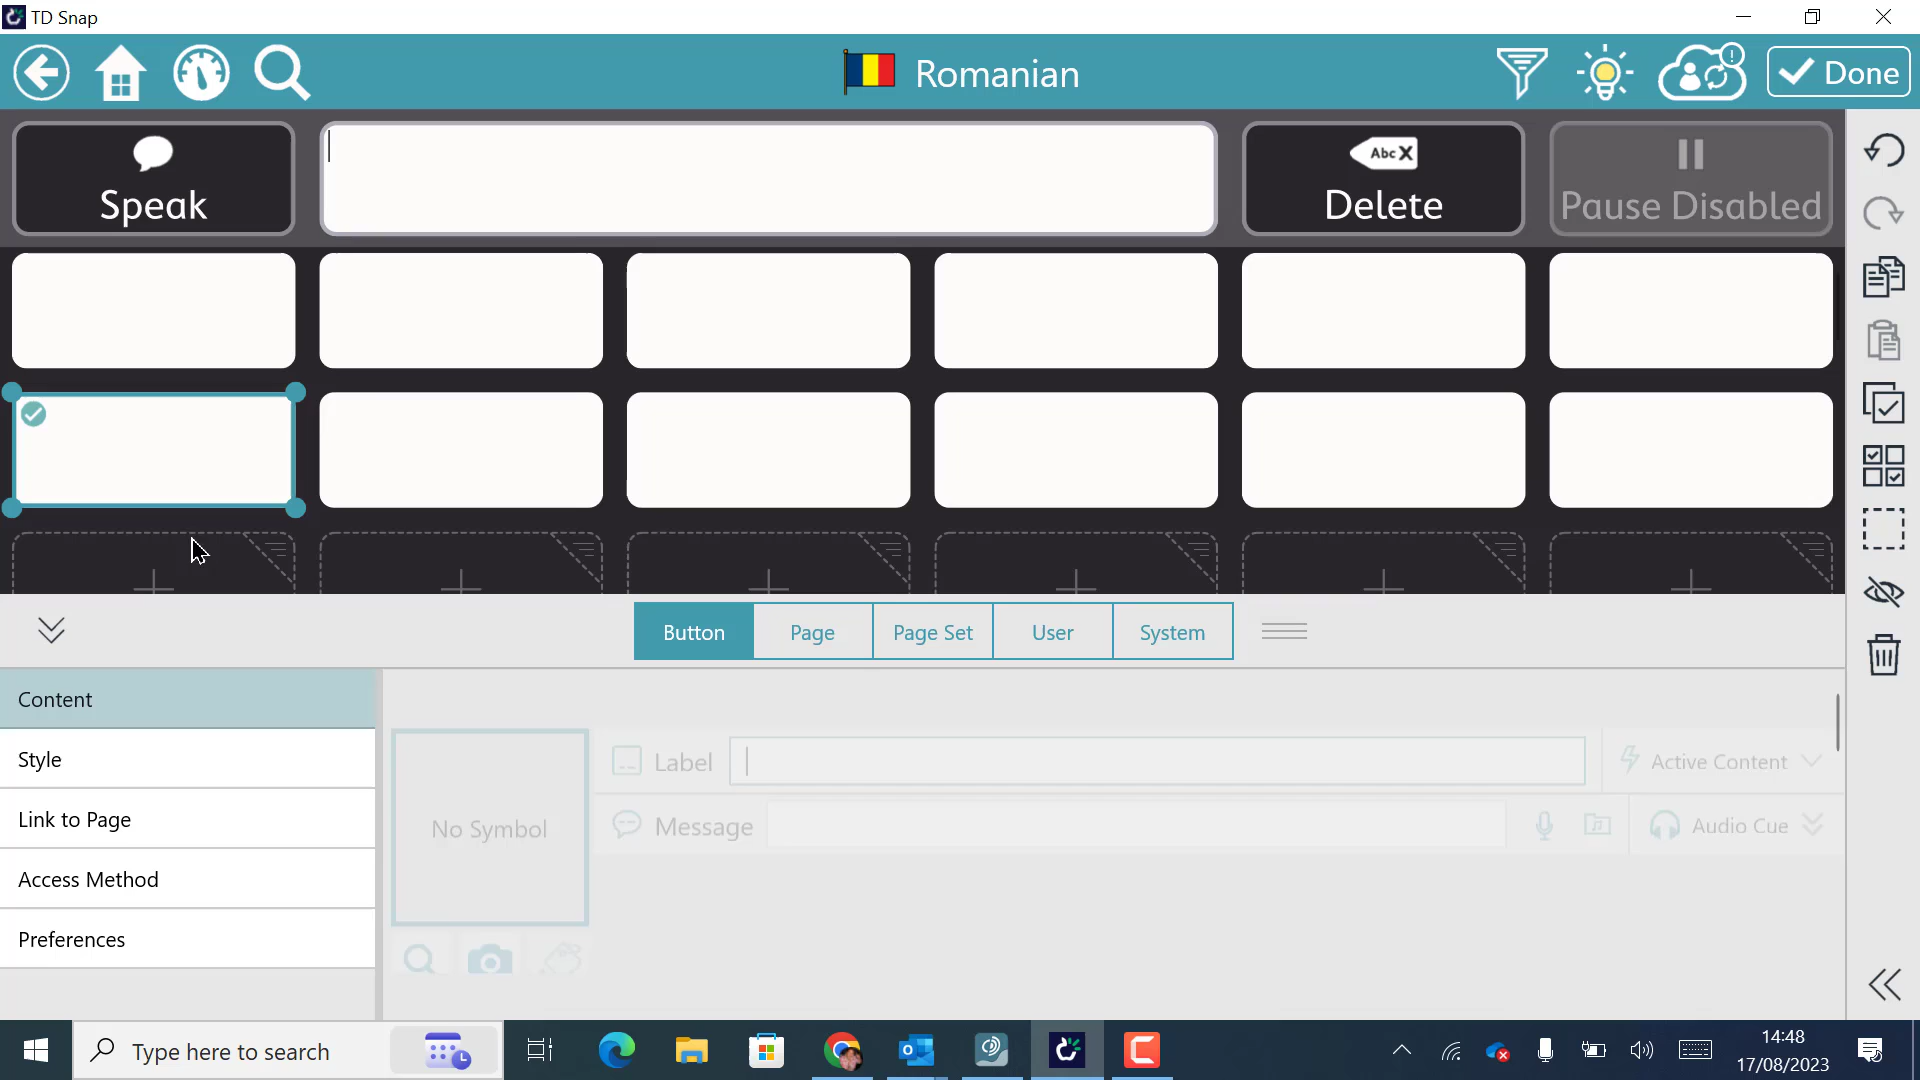 TD Snap
Romanian
Done
Speak
Abc X
Delete
Pause Disabled
Button
Page
Page Set
User
System
Content
Style
Link to Page
Access Method
Preferences
No Symbol
Label
Active Content
Message
Audio Cue
Type here to search
14:48
17/08/2023